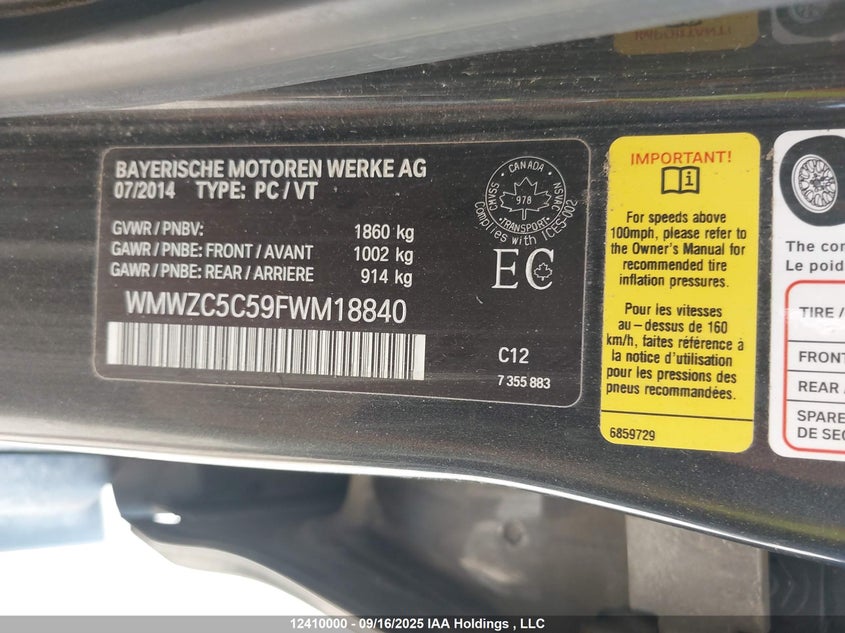 BAYERISCHE MOTOREN WERKE AG
07/2014 TYPE: PC / VT
GVWR / PNBV: 1860 kg
GAWR / PNBE: FRONT / AVANT 1002 kg
GAWR / PNBE: REAR / ARRIERE 914 kg
WMWZC5C59FWM18840
CANADA
CMVSS NSVAC
978
TRANSPORT
Complies with ICES-002
EC
C12
7 355 883
IMPORTANT!
For speeds above
100mph, please refer to
the Owner's Manual for
recommended tire
inflation pressures.
Pour les vitesses
au-dessus de 160
km/h, faites référence à
la notice d'utilisation
pour les pressions des
pneus recommandées.
6859729
The com
Le poid
TIRE /
FRONT
REAR /
SPARE
DE SEC
12410000 - 09/16/2025 IAA Holdings , LLC